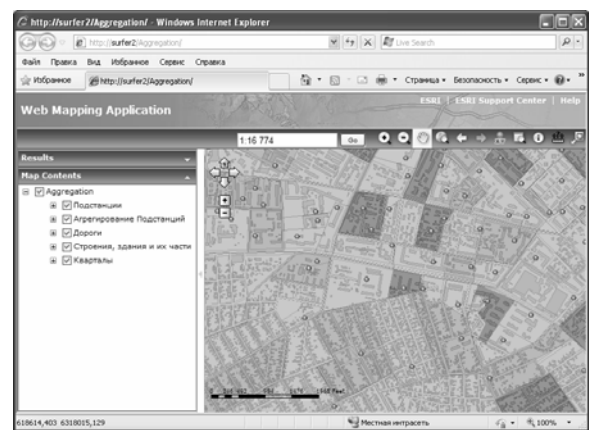 http://surfer2/Aggregation/ - Windows Internet Explorer
http://surfer2/Aggregation/
Live Search
Файл Правка Вид Избранное Сервис Справка
Избранное http://surfer2/Aggregation/ Страница Безопасность Сервис
Web Mapping Application ESRI | ESRI Support Center | Help
1:16 774 Go
Results
Map Contents
Aggregation
Подстанции
Агрегирование Подстанций
Дороги
Строения, здания и их части
Кварталы
Feet
618614,403 6318015,129 Местная интрасеть 100%